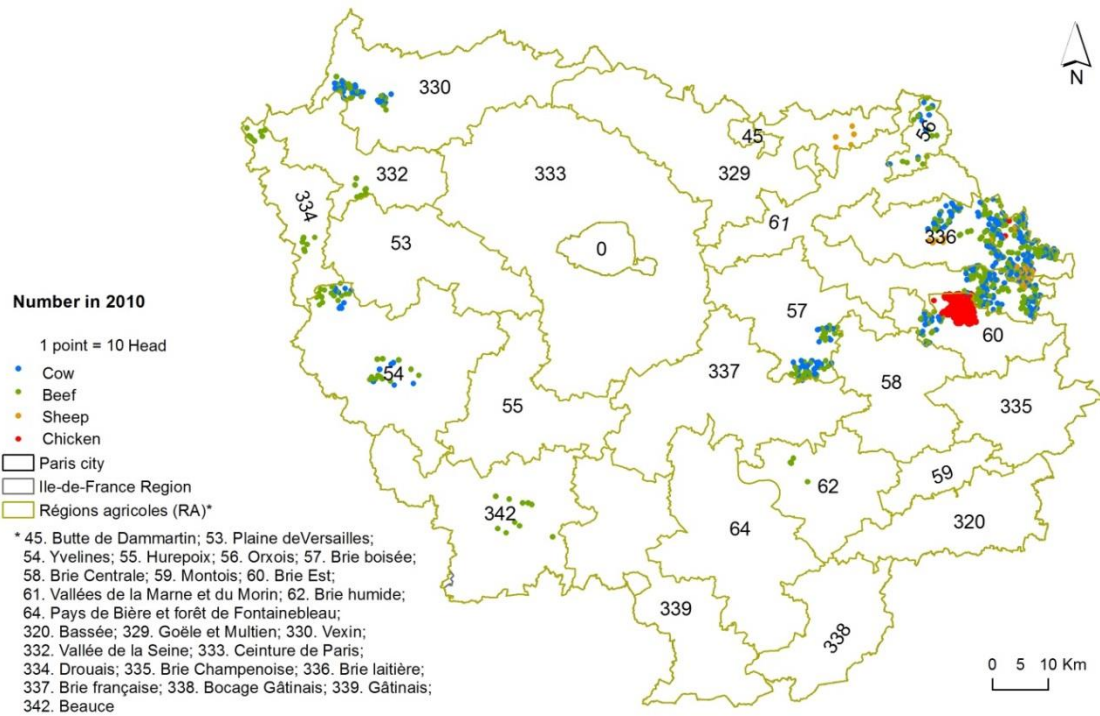 330
45
56
332
333
329
334
61
336
53
0
57
60
54
337
58
55
335
342
62
59
64
320
339
338
N
Number in 2010
1 point = 10 Head
Cow
Beef
Sheep
Chicken
Paris city
Ile-de-France Region
Régions agricoles (RA)*
* 45. Butte de Dammartin; 53. Plaine deVersailles;
54. Yvelines; 55. Hurepoix; 56. Orxois; 57. Brie boisée;
58. Brie Centrale; 59. Montois; 60. Brie Est;
61. Vallées de la Marne et du Morin; 62. Brie humide;
64. Pays de Bière et forêt de Fontainebleau;
320. Bassée; 329. Goële et Multien; 330. Vexin;
332. Vallée de la Seine; 333. Ceinture de Paris;
334. Drouais; 335. Brie Champenoise; 336. Brie laitière;
337. Brie française; 338. Bocage Gâtinais; 339. Gâtinais;
342. Beauce
0 5 10 Km